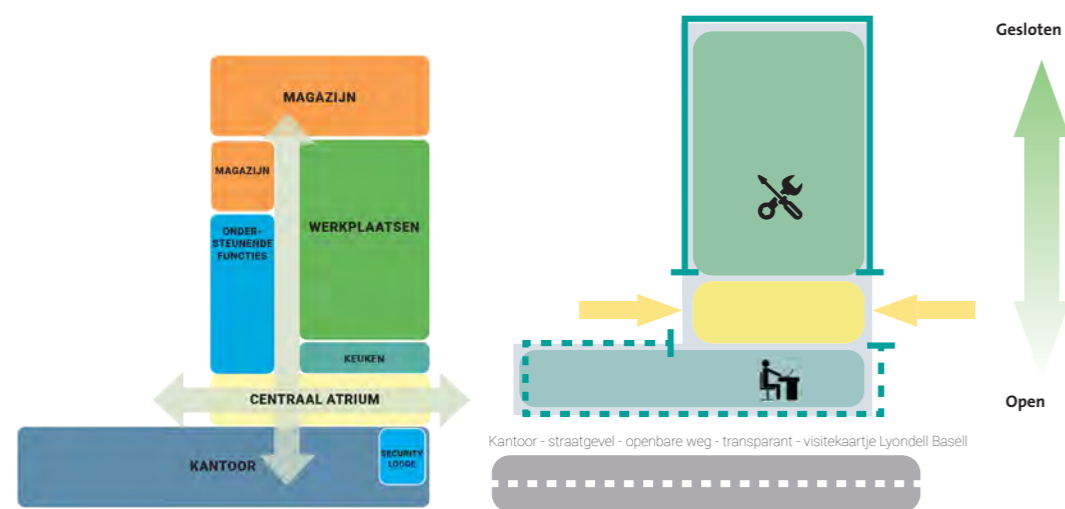 MAGAZIJN
MAGAZIJN
ONDER-
STEUNENDE
FUNCTIES
WERKPLAATSEN
KEUKEN
CENTRAAL ATRIUM
KANTOOR
SECURITY
LODGE
Gesloten
Open
Kantoor - straatgevel - openbare weg - transparant - visitekaartje Lyondell Basell